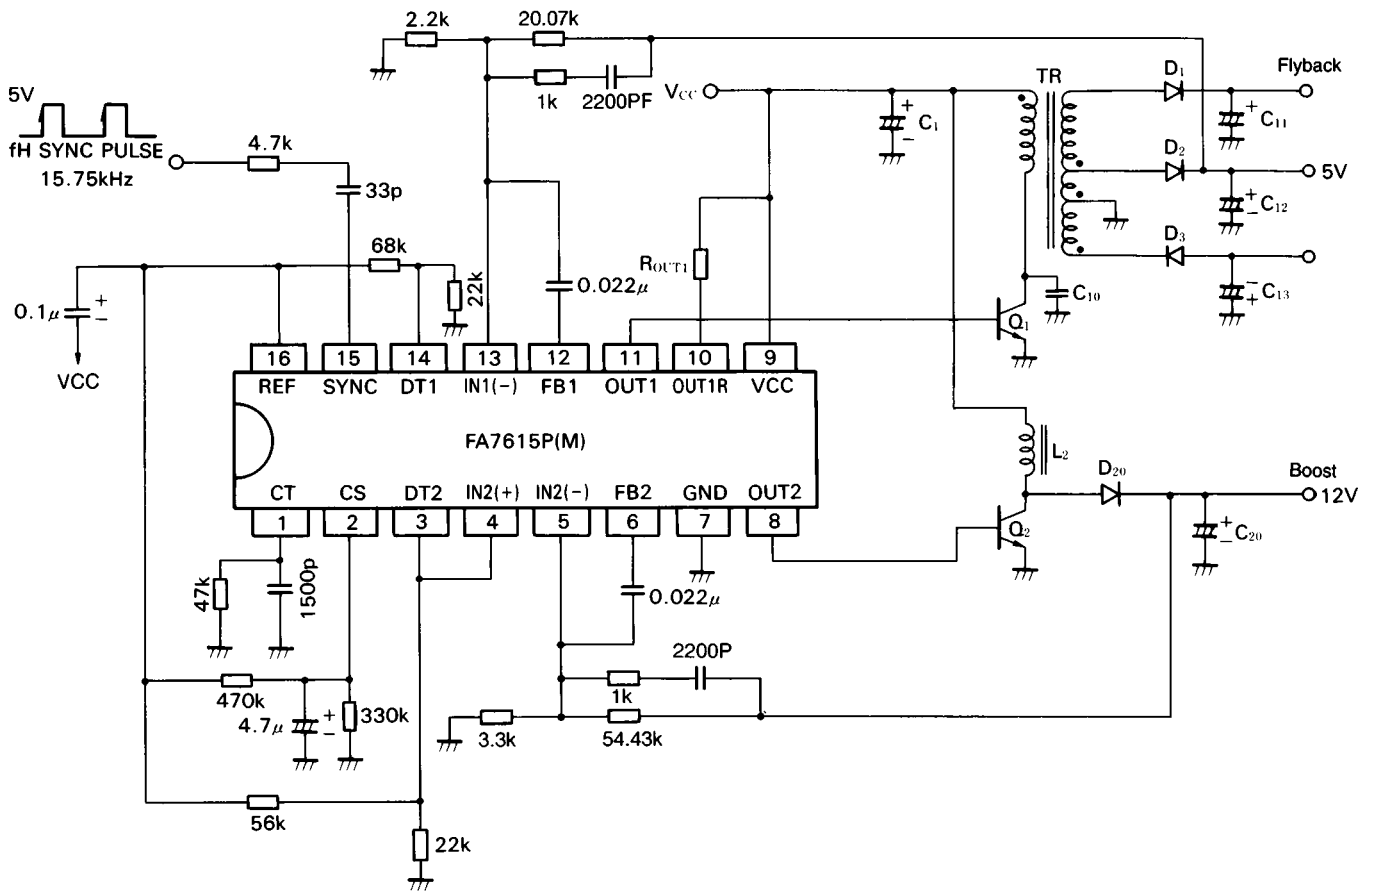 2.2k
20.07k
1k
2200PF
5V
fH SYNC PULSE
15.75kHz
4.7k
33p
VCC
C1
TR
D1
Flyback
C11
D2
5V
C12
D3
C13
68k
22k
0.022μ
ROUT1
C10
Q1
0.1μ
VCC
16 15 14 13 12 11 10 9
REF SYNC DT1 IN1(−) FB1 OUT1 OUT1R VCC
FA7615P(M)
CT CS DT2 IN2(+) IN2(−) FB2 GND OUT2
1 2 3 4 5 6 7 8
L2
D20
Boost
12V
Q2
C20
47k
1500p
0.022μ
2200P
1k
470k
4.7μ
330k
3.3k
54.43k
56k
22k